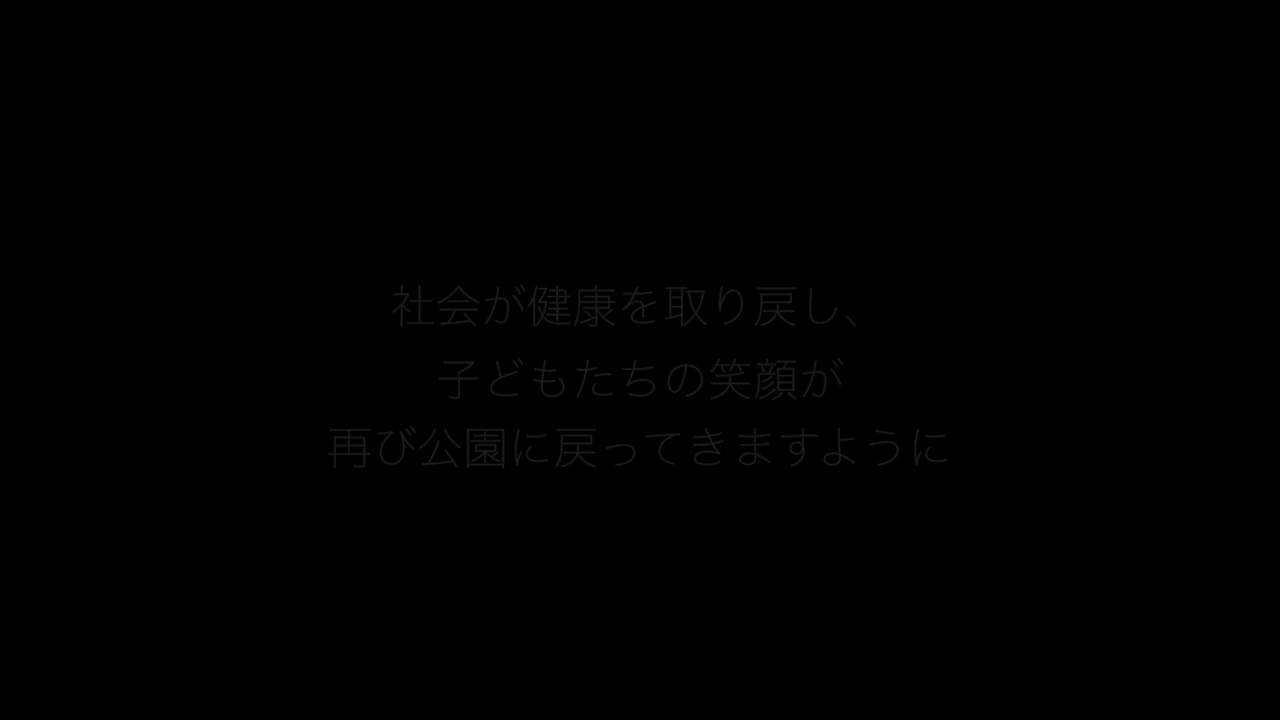 社会が健康を取り戻し、
子どもたちの笑顔が
再び公園に戻ってきますように